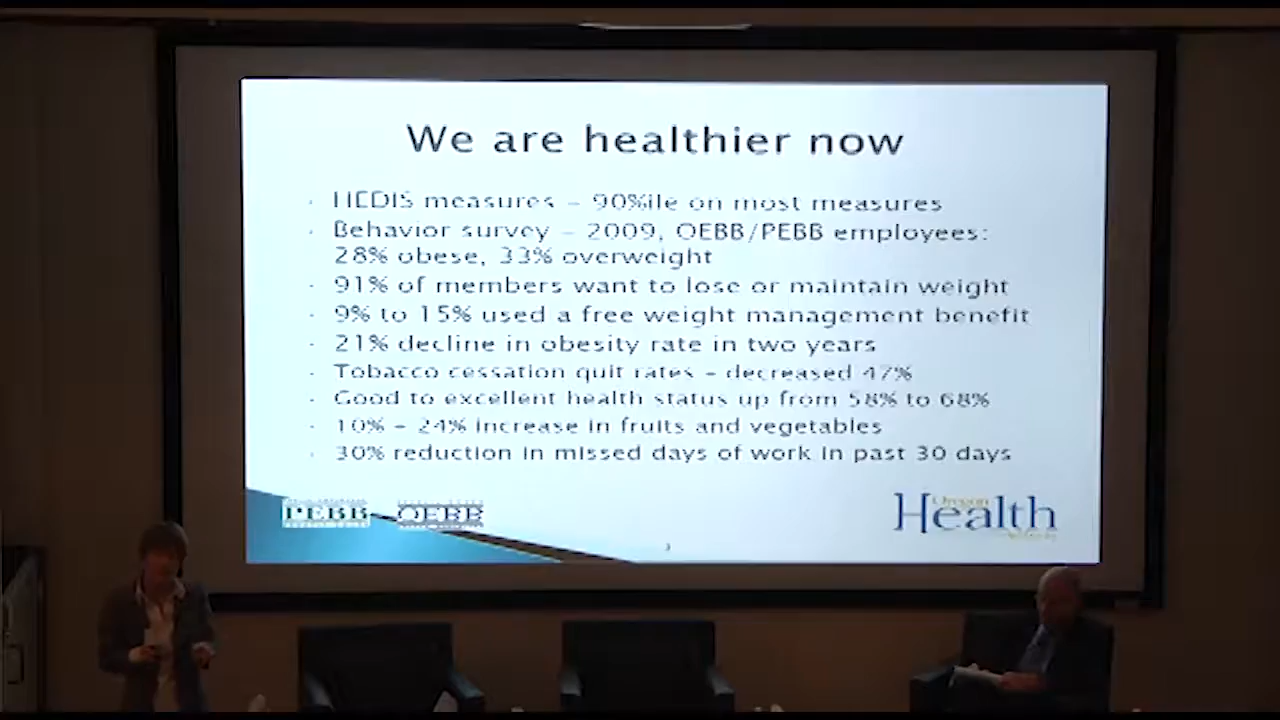 We are healthier now
· HEDIS measures – 90%ile on most measures
· Behavior survey – 2009, OEBB/PEBB employees:
28% obese, 33% overweight
· 91% of members want to lose or maintain weight
· 9% to 15% used a free weight management benefit
· 21% decline in obesity rate in two years
· Tobacco cessation quit rates – decreased 47%
· Good to excellent health status up from 58% to 68%
· 10% – 24% increase in fruits and vegetables
· 30% reduction in missed days of work in past 30 days
PEBB OEBB
Oregon
Health